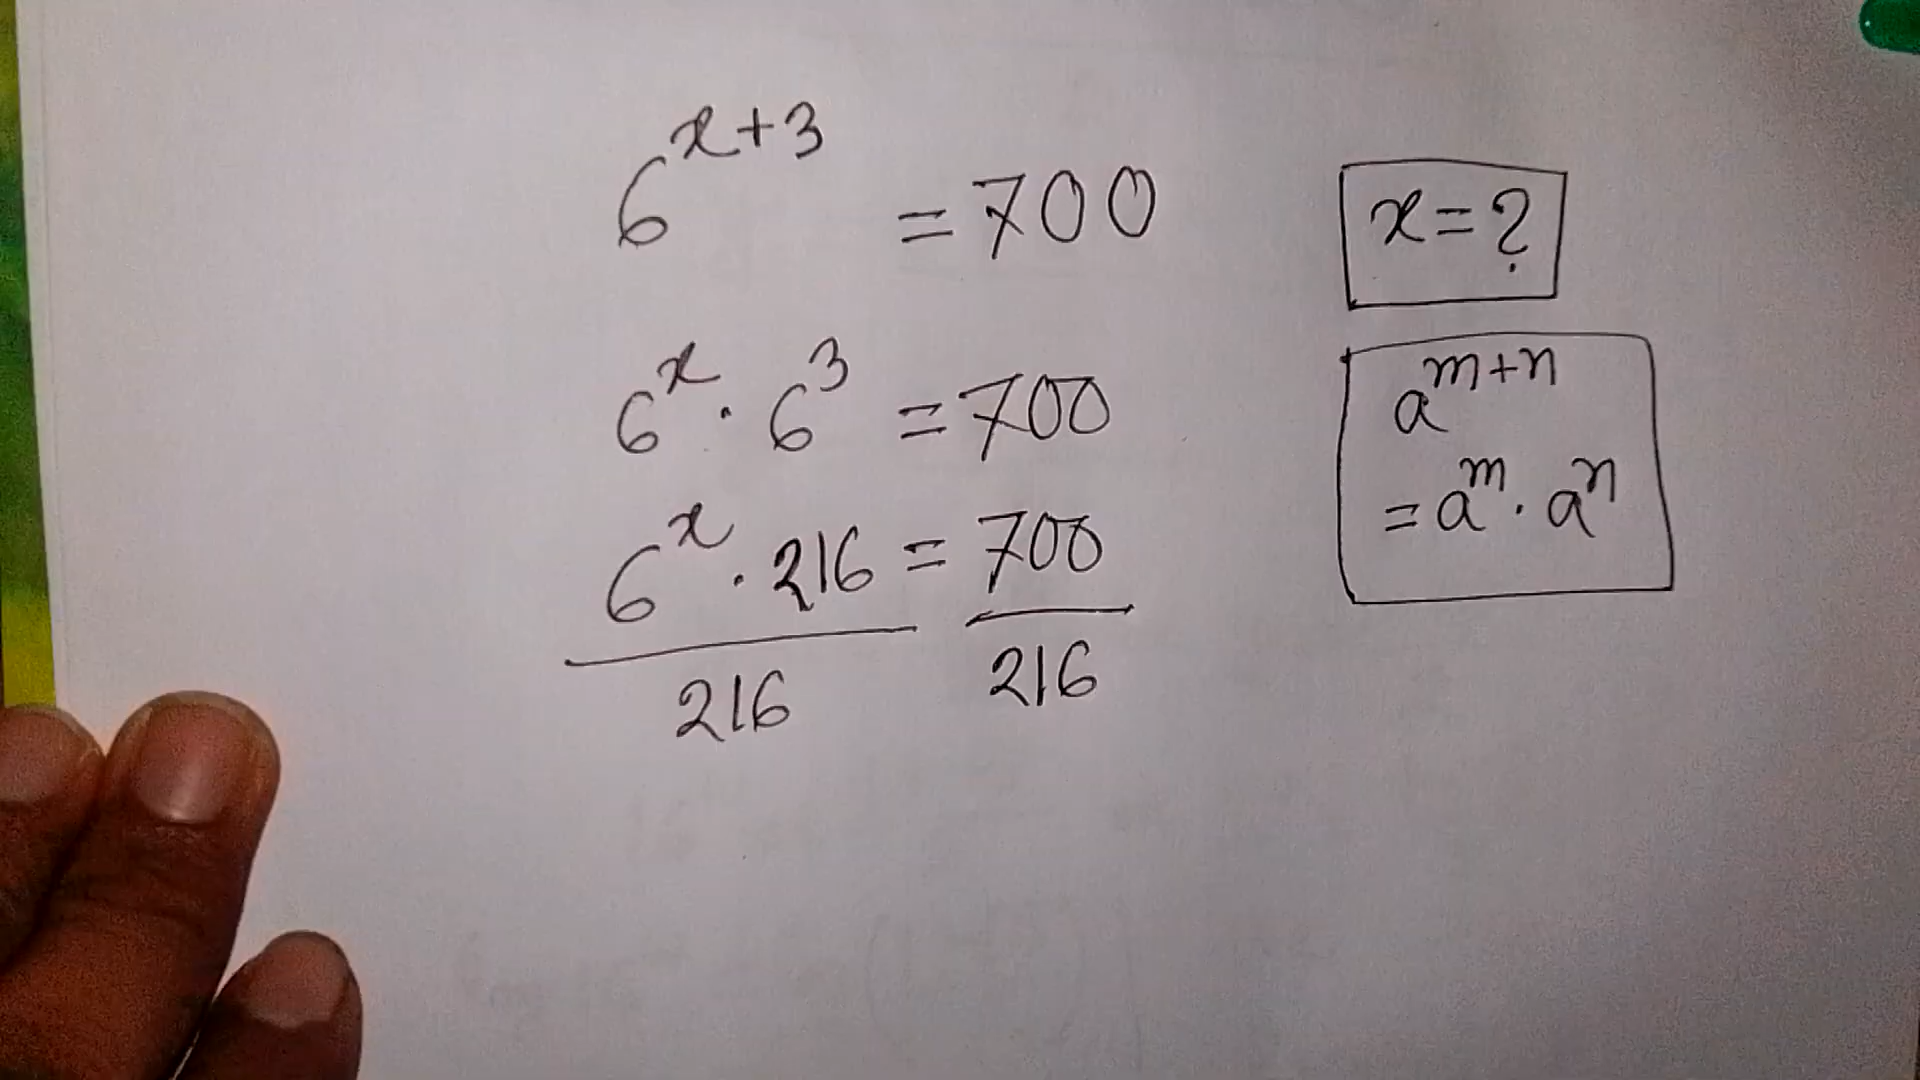 6^{x+3} = 700
6^x · 6^3 = 700
6^x · 216 = 700
216 216
x = ?
a^{m+n}
= a^m · a^n